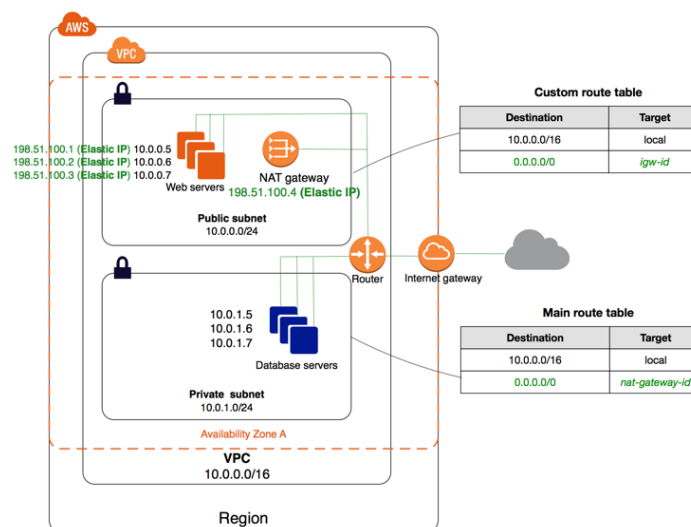 AWS
VPC
198.51.100.1 (Elastic IP) 10.0.0.5
198.51.100.2 (Elastic IP) 10.0.0.6
198.51.100.3 (Elastic IP) 10.0.0.7
Web servers
NAT gateway
198.51.100.4 (Elastic IP)
Public subnet
10.0.0.0/24
Custom route table
Destination Target
10.0.0.0/16 local
0.0.0.0/0 igw-id
Router
Internet gateway
10.0.1.5
10.0.1.6
10.0.1.7
Database servers
Private subnet
10.0.1.0/24
Main route table
Destination Target
10.0.0.0/16 local
0.0.0.0/0 nat-gateway-id
Availability Zone A
VPC
10.0.0.0/16
Region